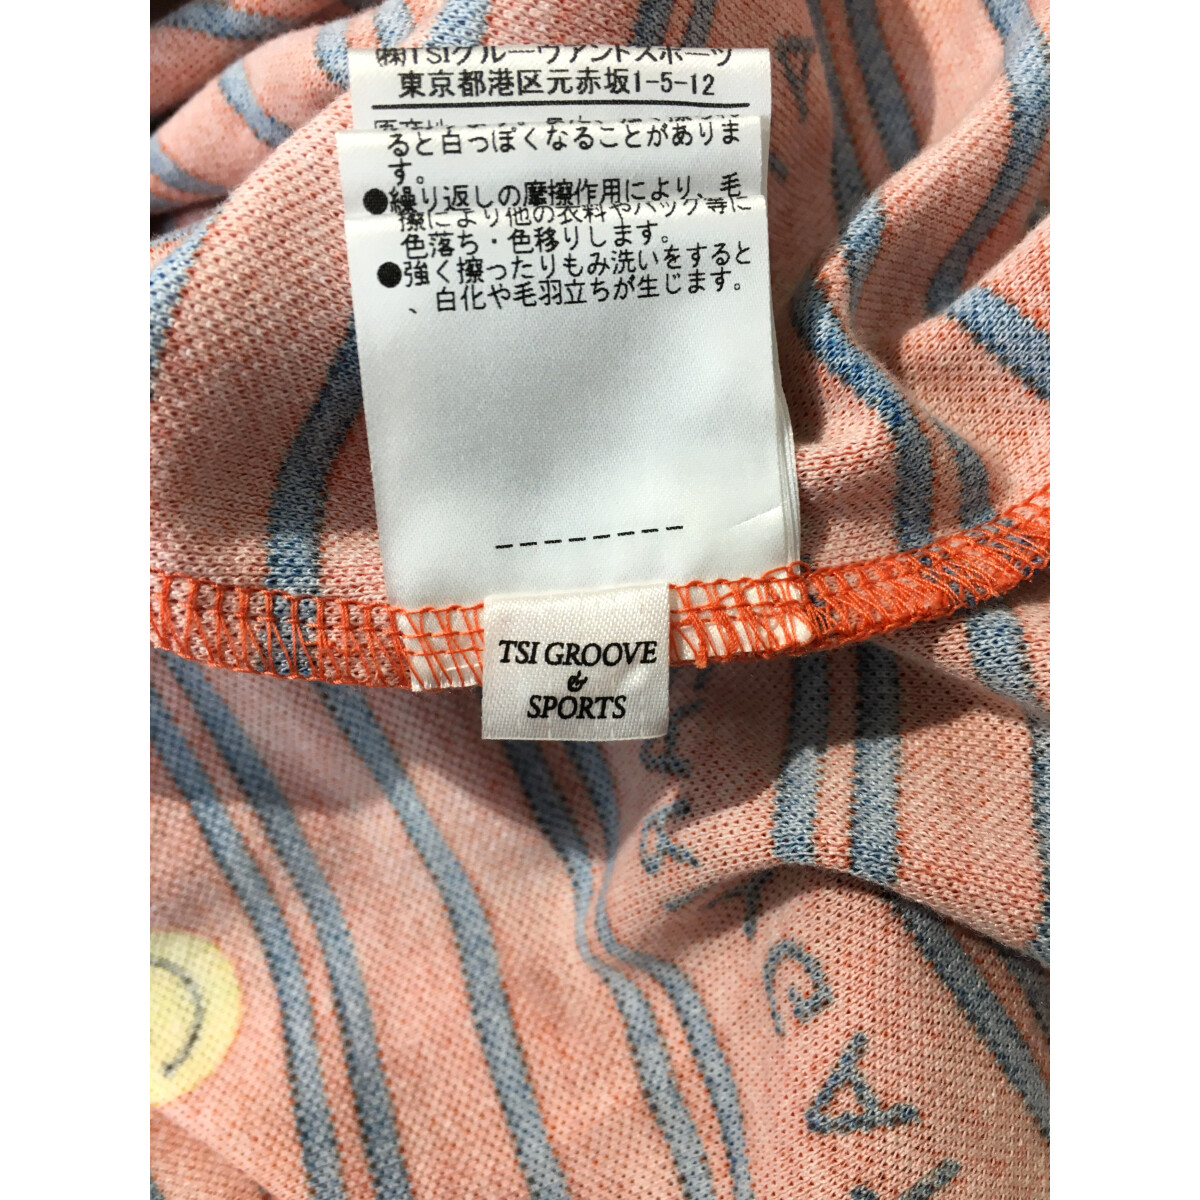 (株)TSIグルーヴアンドスポーツ
東京都港区元赤坂1-5-12
ると白っぽくなることがありま
す。
●繰り返しの摩擦作用により、毛
擦により他の衣料やバッグ等に
色落ち・色移りします。
●強く擦ったりもみ洗いをすると
、白化や毛羽立ちが生じます。
--------
TSI GROOVE
&
SPORTS